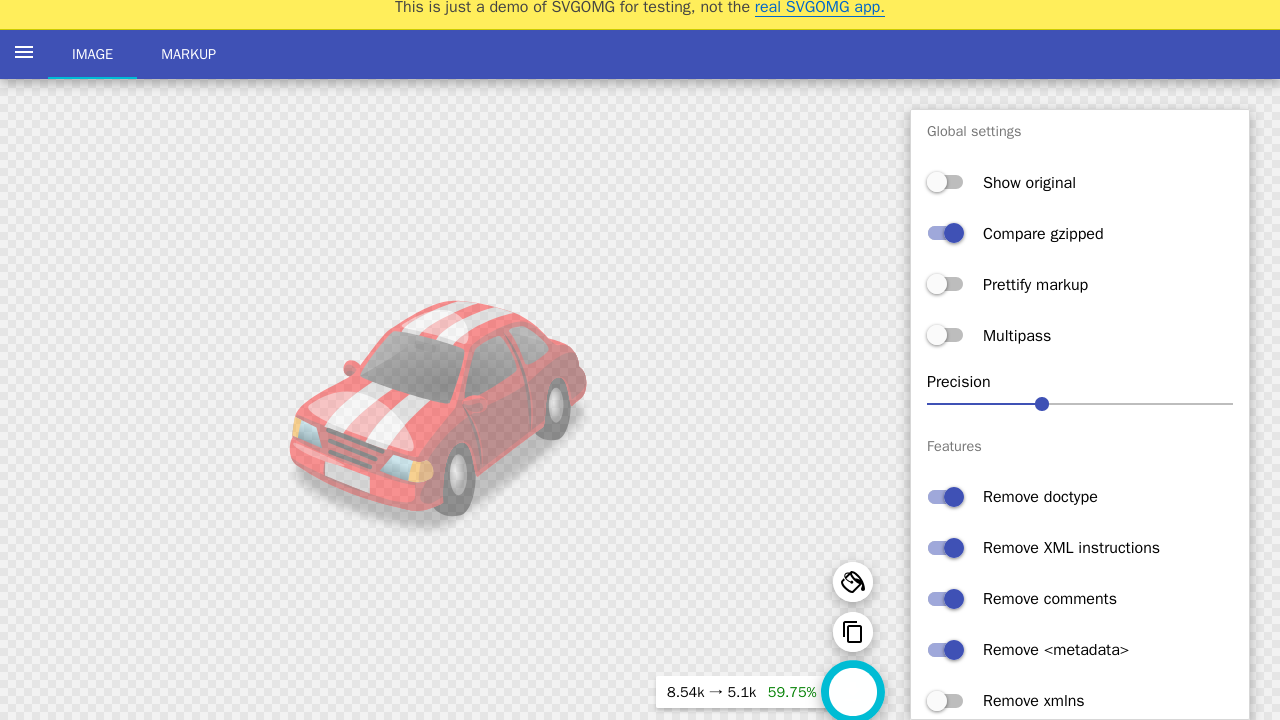 This is just a demo of SVGOMG for testing, not the real SVGOMG app.
IMAGE
MARKUP
Global settings
Show original
Compare gzipped
Prettify markup
Multipass
Precision
Features
Remove doctype
Remove XML instructions
Remove comments
Remove <metadata>
Remove xmlns
8.54k → 5.1k 59.75%